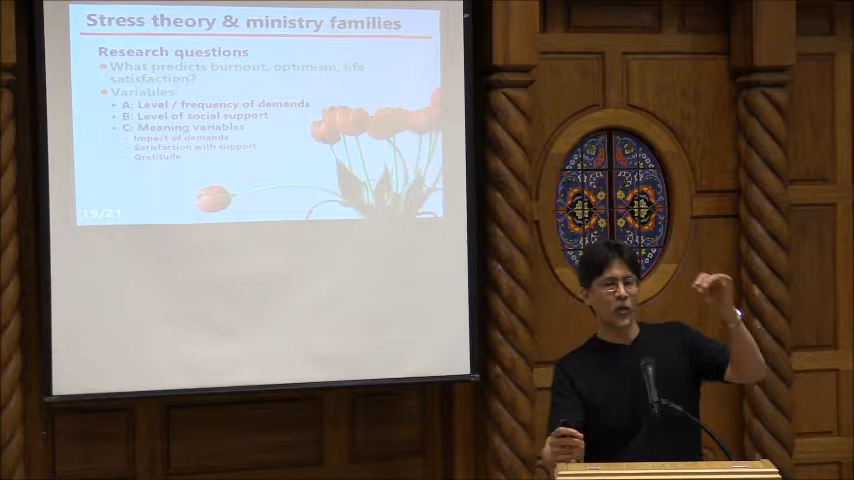 Stress theory & ministry families
Research questions
What predicts burnout, optimism, life
satisfaction?
Variables:
A: Level / frequency of demands
B: Level of social support
C: Meaning variables
Impact of demands
Satisfaction with support
Gratitude
19/21